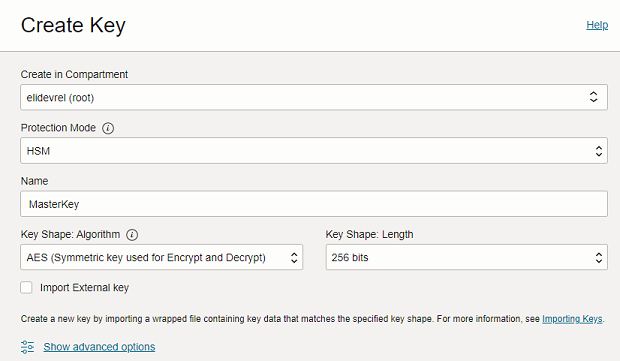 Create Key
Help
Create in Compartment
elidevrel (root)
Protection Mode
HSM
Name
MasterKey
Key Shape: Algorithm
Key Shape: Length
AES (Symmetric key used for Encrypt and Decrypt)
256 bits
Import External key
Create a new key by importing a wrapped file containing key data that matches the specified key shape. For more information, see Importing Keys.
Show advanced options